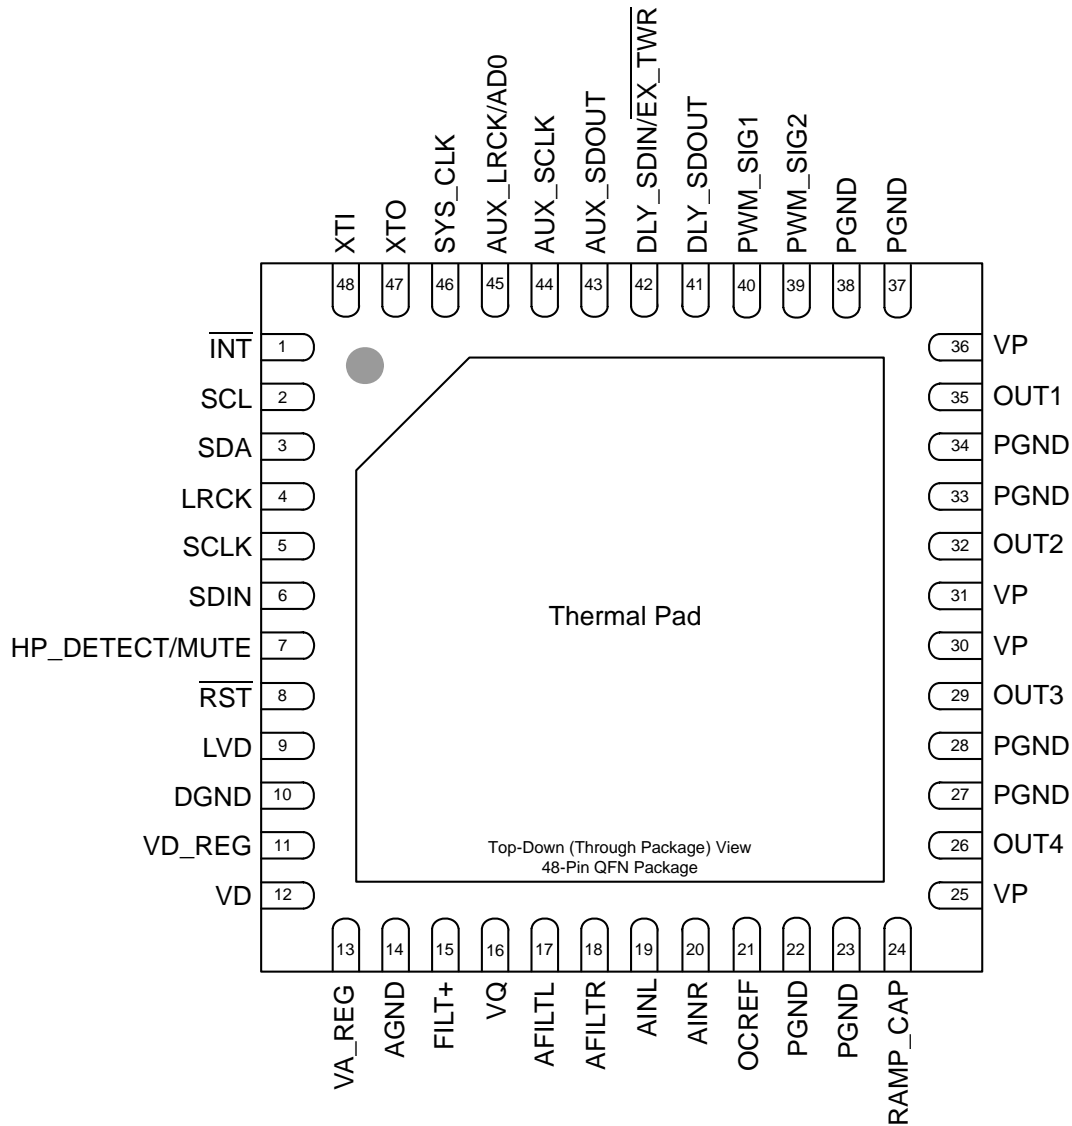 XTI
XTO
SYS_CLK
AUX_LRCK/AD0
AUX_SCLK
AUX_SDOUT
DLY_SDIN/EX_TWR
DLY_SDOUT
PWM_SIG1
PWM_SIG2
PGND
PGND
48 47 46 45 44 43 42 41 40 39 38 37
INT 1
SCL 2
SDA 3
LRCK 4
SCLK 5
SDIN 6
HP_DETECT/MUTE 7
RST 8
LVD 9
DGND 10
VD_REG 11
VD 12
36 VP
35 OUT1
34 PGND
33 PGND
32 OUT2
31 VP
30 VP
29 OUT3
28 PGND
27 PGND
26 OUT4
25 VP
Thermal Pad
Top-Down (Through Package) View
48-Pin QFN Package
13 14 15 16 17 18 19 20 21 22 23 24
VA_REG
AGND
FILT+
VQ
AFILTL
AFILTR
AINL
AINR
OCREF
PGND
PGND
RAMP_CAP